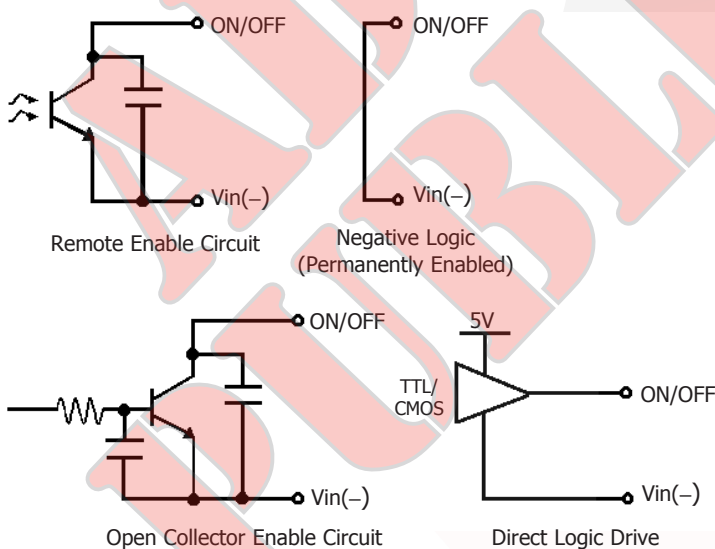 ON/OFF
Vin(–)
Remote Enable Circuit
ON/OFF
Vin(–)
Negative Logic
(Permanently Enabled)
ON/OFF
Vin(–)
Open Collector Enable Circuit
5V
TTL/
CMOS
ON/OFF
Vin(–)
Direct Logic Drive